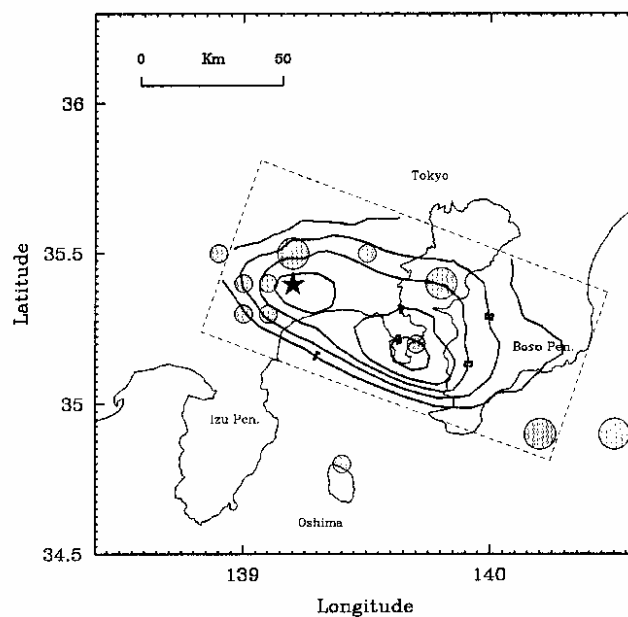 0 Km 50
36
Tokyo
35.5
Latitude
Boso Pen.
35
Izu Pen.
Oshima
34.5
139 140
Longitude